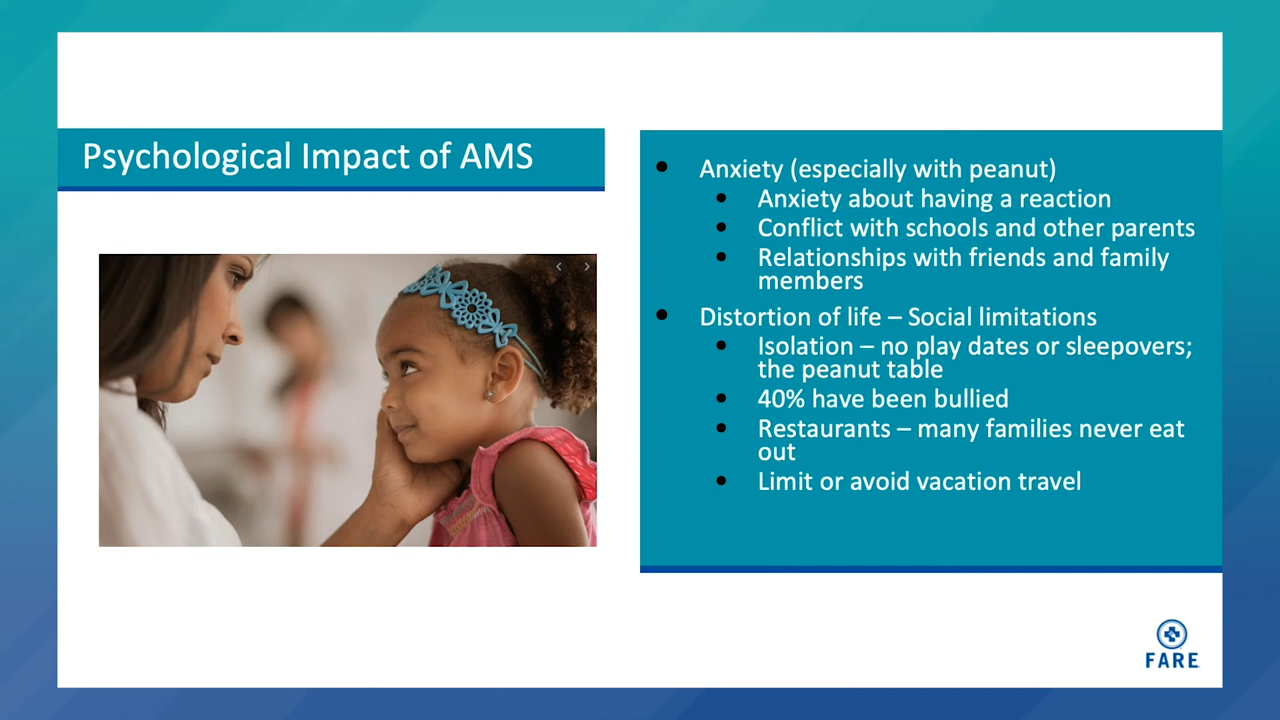 Psychological Impact of AMS
• Anxiety (especially with peanut)
• Anxiety about having a reaction
• Conflict with schools and other parents
• Relationships with friends and family
members
• Distortion of life – Social limitations
• Isolation – no play dates or sleepovers;
the peanut table
• 40% have been bullied
• Restaurants – many families never eat
out
• Limit or avoid vacation travel
FARE